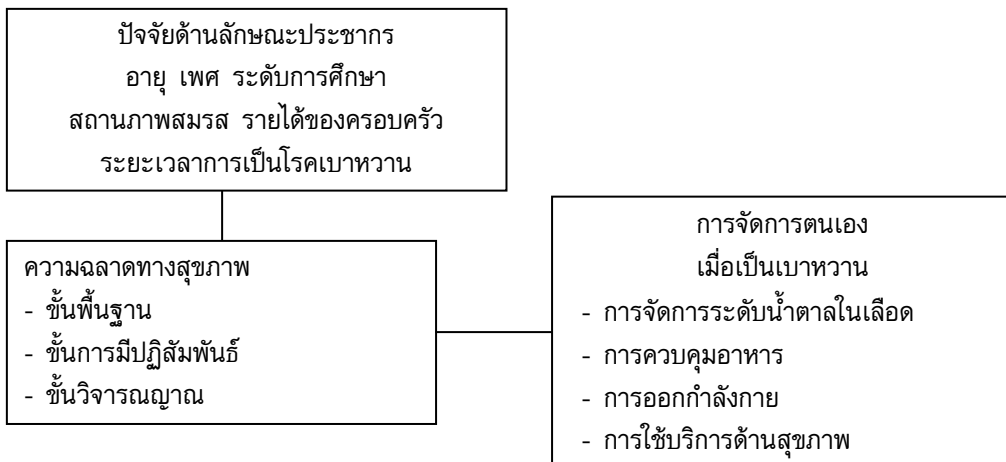 ปัจจัยด้านลักษณะประชากร
อายุ เพศ ระดับการศึกษา
สถานภาพสมรส รายได้ของครอบครัว
ระยะเวลาการเป็นโรคเบาหวาน
ความฉลาดทางสุขภาพ
- ขั้นพื้นฐาน
- ขั้นการมีปฏิสัมพันธ์
- ขั้นวิจารณญาณ
การจัดการตนเอง
เมื่อเป็นเบาหวาน
- การจัดการระดับน้ำตาลในเลือด
- การควบคุมอาหาร
- การออกกำลังกาย
- การใช้บริการด้านสุขภาพ